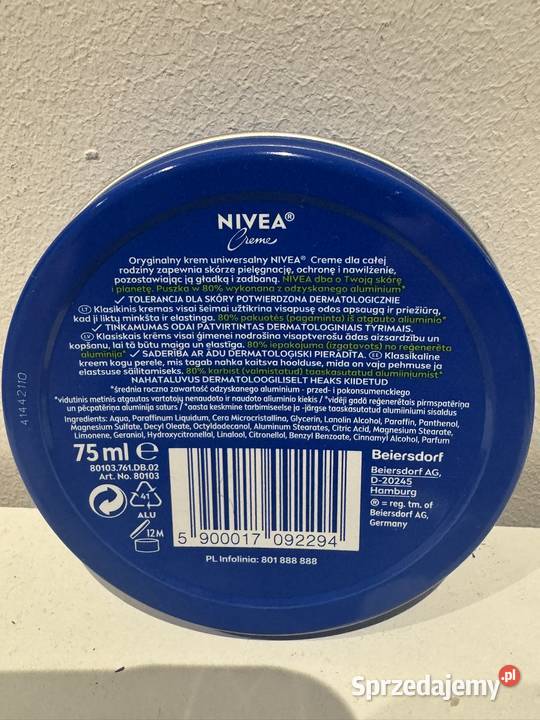 NIVEA®
Creme
Oryginalny krem uniwersalny NIVEA® Creme dla całej
rodziny zapewnia skórze pielęgnację, ochronę i nawilżenie,
pozostawiając ją gładką i zadbaną. NIVEA dba o Twoją skórę
i planetę. Puszka w 80% wykonana z odzyskanego aluminium*
✓ TOLERANCJA DLA SKÓRY POTWIERDZONA DERMATOLOGICZNIE
LT Klasikinis kremas visai šeimai užtikrina visapusę odos apsaugą ir priežiūrą,
kad ji liktų minkšta ir elastinga. 80% pakuotės (pagaminta) iš atgauto aliuminio*
✓ TINKAMUMAS ODAI PATVIRTINTAS DERMATOLOGINIAIS TYRIMAIS.
LV Klasiskais krēms visai ģimenei nodrošina visaptverošu ādas aizsardzību un
kopšanu, lai tā būtu maiga un elastīga. 80% iepakojuma (izgatavots) no reģenerēta
alumīnija* ✓ SADERĪBA AR ĀDU DERMATOLOĢISKI PIERĀDĪTA. EE Klassikaline
kreem kogu perele, mis tagab nahka kaitsva hoolduse, mida on vaja pehmuse ja
elastsuse säilitamiseks. 80% karbist (valmistatud) taaskasutatud alumiiniumist*
NAHATALUVUS DERMATOLOOGILISELT HEAKS KIIDETUD
*średnia roczna zawartość odzyskanego aluminium - przed- i pokonsumenckiego
*vidutinis metinis atgautas vartotojų nenaudoto ir naudoto aliuminio kiekis / *vidēji gadā reģenerētais pirmspatēriņa
un pēcpatēriņa alumīnija saturs / *aasta keskmine tarbimiseelse ja -järgse taaskasutatud alumiiniumi sisaldus
Ingredients: Aqua, Paraffinum Liquidum, Cera Microcristallina, Glycerin, Lanolin Alcohol, Paraffin, Panthenol,
Magnesium Sulfate, Decyl Oleate, Octyldodecanol, Aluminum Stearates, Citric Acid, Magnesium Stearate,
Limonene, Geraniol, Hydroxycitronellal, Linalool, Citronellol, Benzyl Benzoate, Cinnamyl Alcohol, Parfum
75 ml e
80103.761.DB.02
Art. No. 80103
41
ALU
12M
5 900017 092294
PL Infolinia: 801 888 888
Beiersdorf
Beiersdorf AG,
D-20245
Hamburg
® = reg. tm. of
Beiersdorf AG,
Germany
41442110
Sprzedajemy.pl